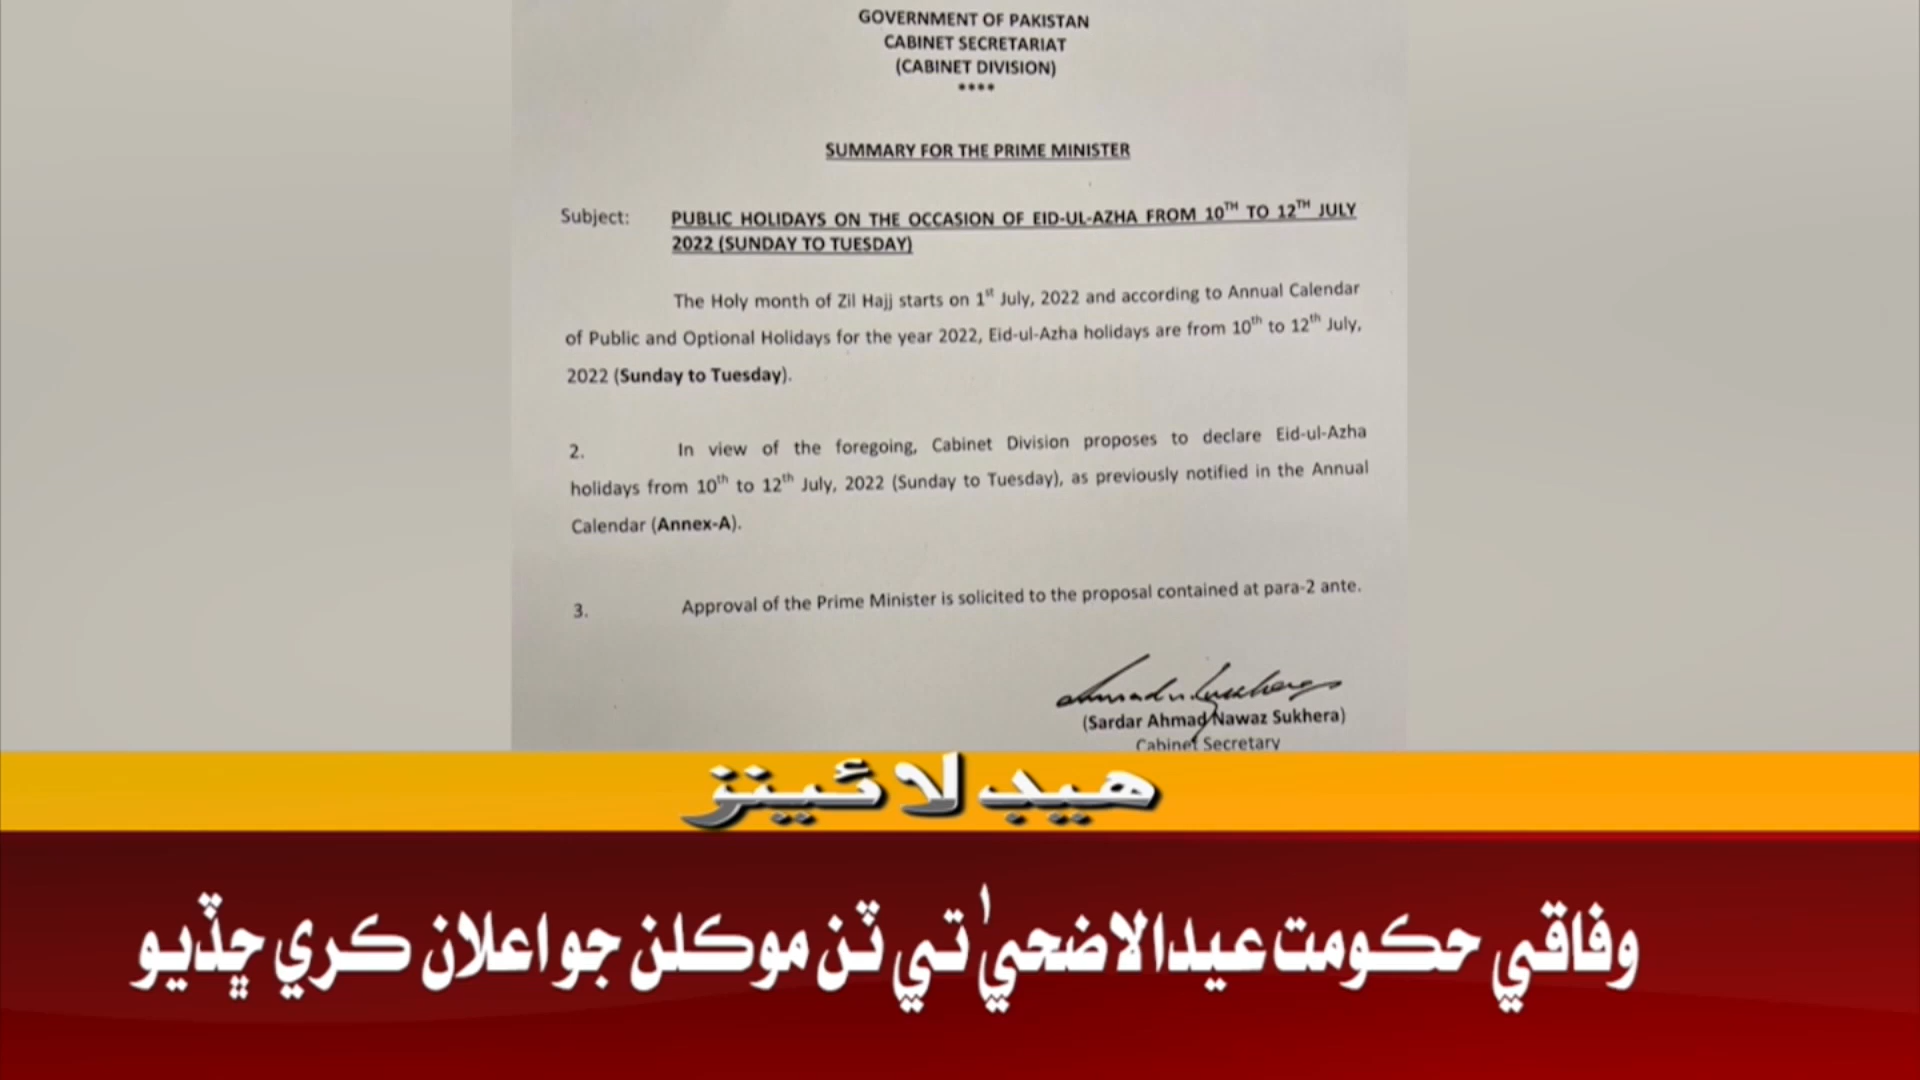 GOVERNMENT OF PAKISTAN
CABINET SECRETARIAT
(CABINET DIVISION)
****
SUMMARY FOR THE PRIME MINISTER
Subject: PUBLIC HOLIDAYS ON THE OCCASION OF EID-UL-AZHA FROM 10TH TO 12TH JULY
2022 (SUNDAY TO TUESDAY)
The Holy month of Zil Hajj starts on 1st July, 2022 and according to Annual Calendar
of Public and Optional Holidays for the year 2022, Eid-ul-Azha holidays are from 10th to 12th July,
2022 (Sunday to Tuesday).
2. In view of the foregoing, Cabinet Division proposes to declare Eid-ul-Azha
holidays from 10th to 12th July, 2022 (Sunday to Tuesday), as previously notified in the Annual
Calendar (Annex-A).
3. Approval of the Prime Minister is solicited to the proposal contained at para-2 ante.
(Sardar Ahmad Nawaz Sukhera)
Cabinet Secretary
هيڊ لائينز
وفاقي حڪومت عيدالاضحيٰ تي ٽن موڪلن جو اعلان ڪري ڇڏيو